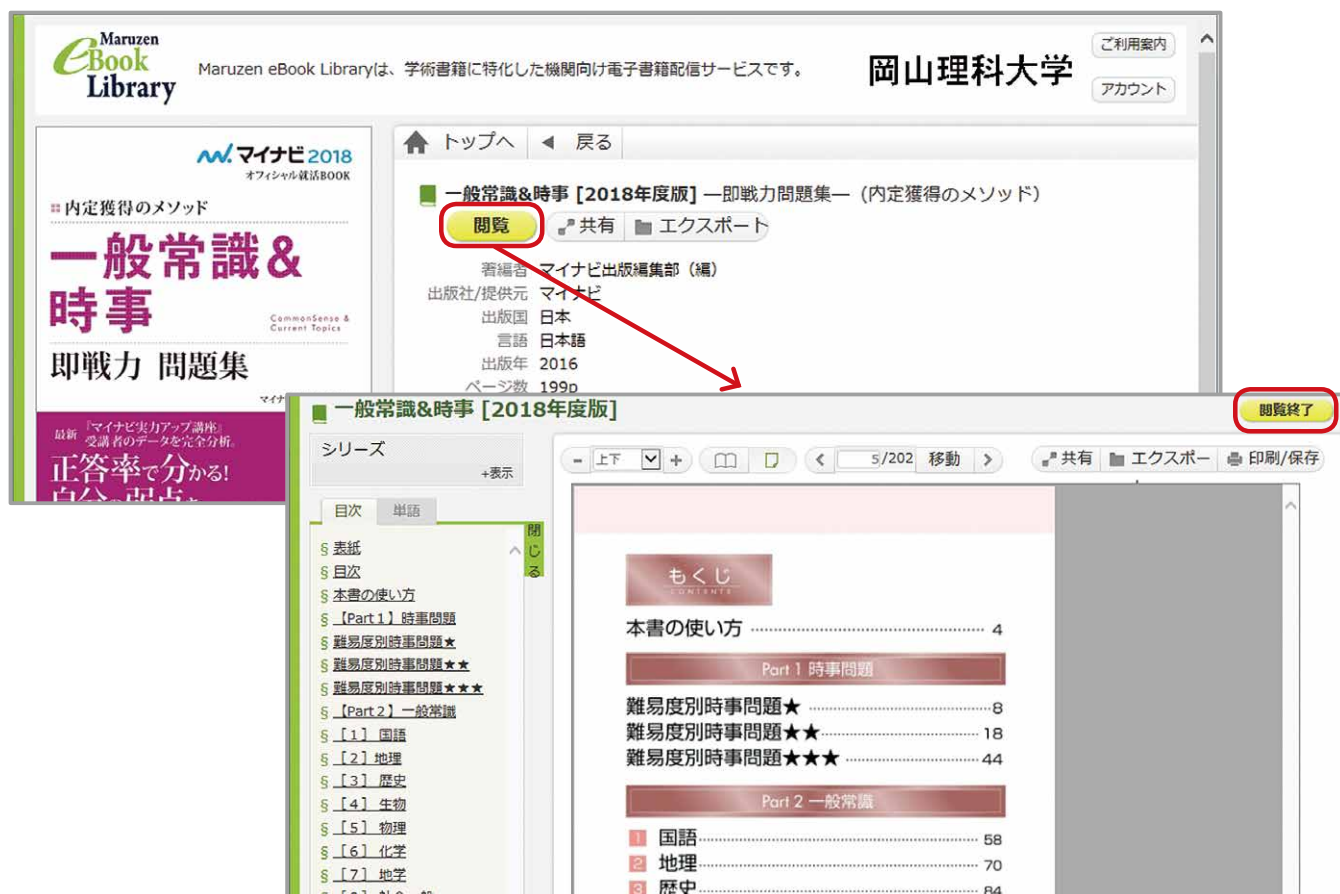 Maruzen
eBook
Library
Maruzen eBook Libraryは、学術書籍に特化した機関向け電子書籍配信サービスです。
岡山理科大学
ご利用案内
アカウント
マイナビ2018
オフィシャル就活BOOK
内定獲得のメソッド
一般常識&
時事
CommonSense &
Current Topics
即戦力 問題集
マイナ
最新 『マイナビ実力アップ講座』
受講者のデータを完全分析。
正答率で分かる!
自分の弱点を
トップへ ◀ 戻る
一般常識&時事 [2018年度版] ―即戦力問題集―（内定獲得のメソッド）
閲覧 共有 エクスポート
著編者 マイナビ出版編集部（編）
出版社/提供元 マイナビ
出版国 日本
言語 日本語
出版年 2016
ページ数 199p
一般常識&時事 [2018年度版]
閲覧終了
シリーズ
+表示
- 上下 + < 5/202 移動 > 共有 エクスポー 印刷/保存
目次 単語
閉じる
§ 表紙
§ 目次
§ 本書の使い方
§ 【Part1】時事問題
§ 難易度別時事問題★
§ 難易度別時事問題★★
§ 難易度別時事問題★★★
§ 【Part2】一般常識
§ ［1］ 国語
§ ［2］地理
§ ［3］ 歴史
§ ［4］ 生物
§ ［5］ 物理
§ ［6］ 化学
§ ［7］ 地学
もくじ
CONTENTS
本書の使い方 4
Part 1 時事問題
難易度別時事問題★ 8
難易度別時事問題★★ 18
難易度別時事問題★★★ 44
Part 2 一般常識
1 国語 58
2 地理 70
3 歴史 84